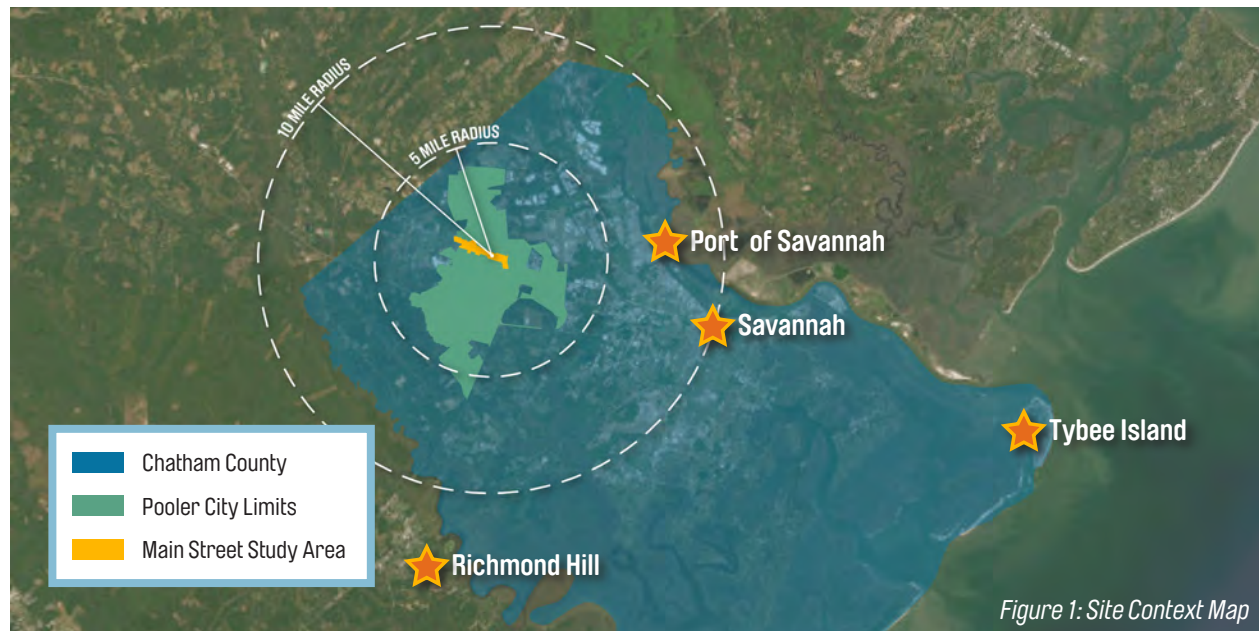 10 MILE RADIUS
5 MILE RADIUS
Port of Savannah
Savannah
Tybee Island
Chatham County
Pooler City Limits
Main Street Study Area
Richmond Hill
Figure 1: Site Context Map